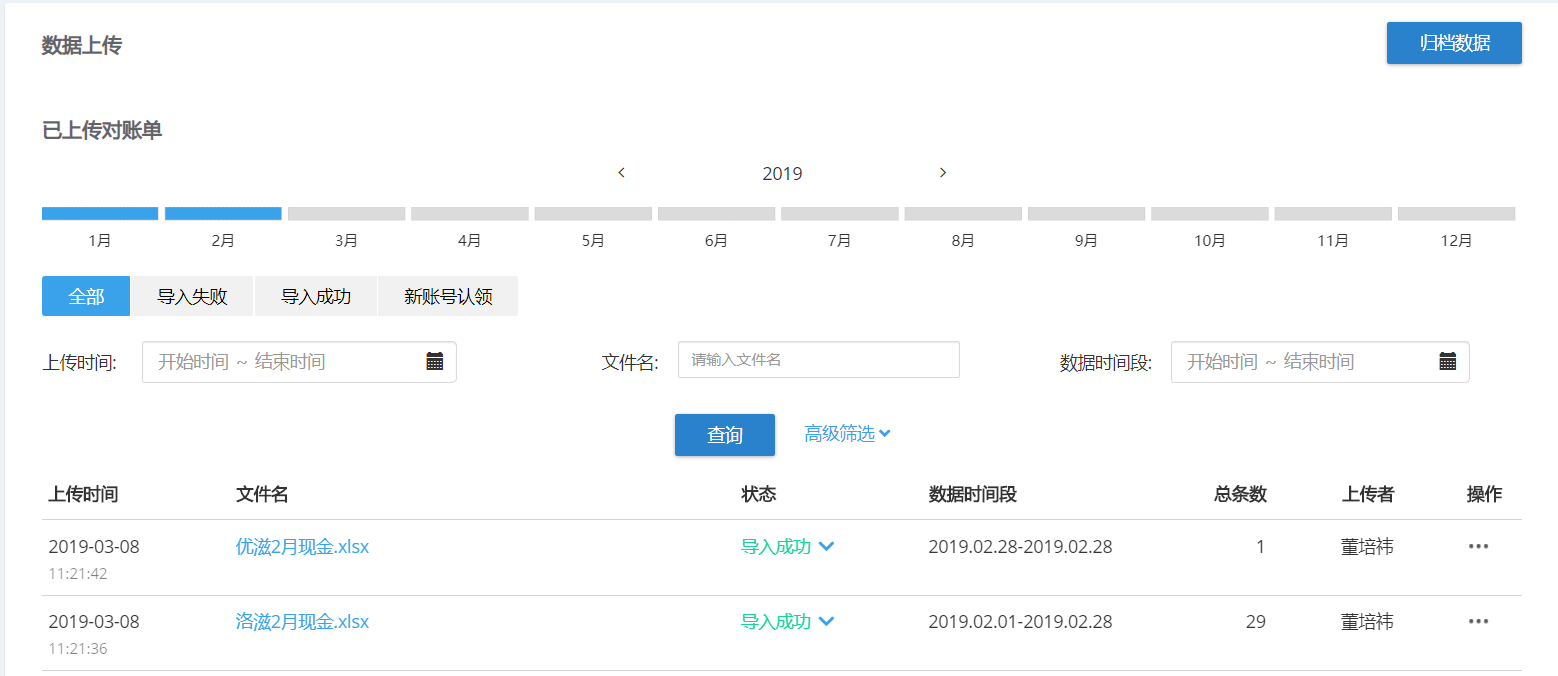 数据上传 归档数据
已上传对账单
2019
1月 2月 3月 4月 5月 6月 7月 8月 9月 10月 11月 12月
全部 导入失败 导入成功 新账号认领
上传时间: 开始时间 ~ 结束时间 文件名: 请输入文件名 数据时间段: 开始时间 ~ 结束时间
查询 高级筛选
上传时间 文件名 状态 数据时间段 总条数 上传者 操作
2019-03-08 优滋2月现金.xlsx 导入成功 2019.02.28-2019.02.28 1 董培祎
11:21:42
2019-03-08 洛滋2月现金.xlsx 导入成功 2019.02.01-2019.02.28 29 董培祎
11:21:36